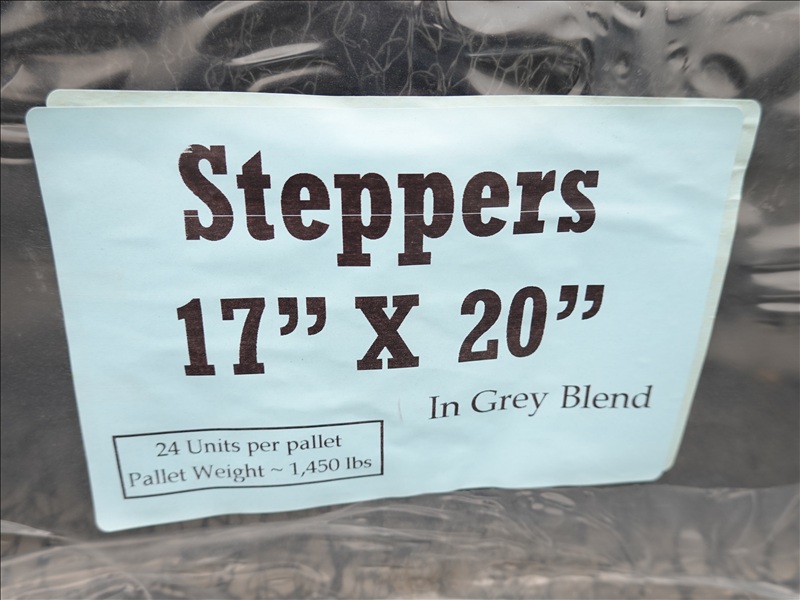 Steppers
17” X 20”
In Grey Blend
24 Units per pallet
Pallet Weight ~ 1,450 lbs